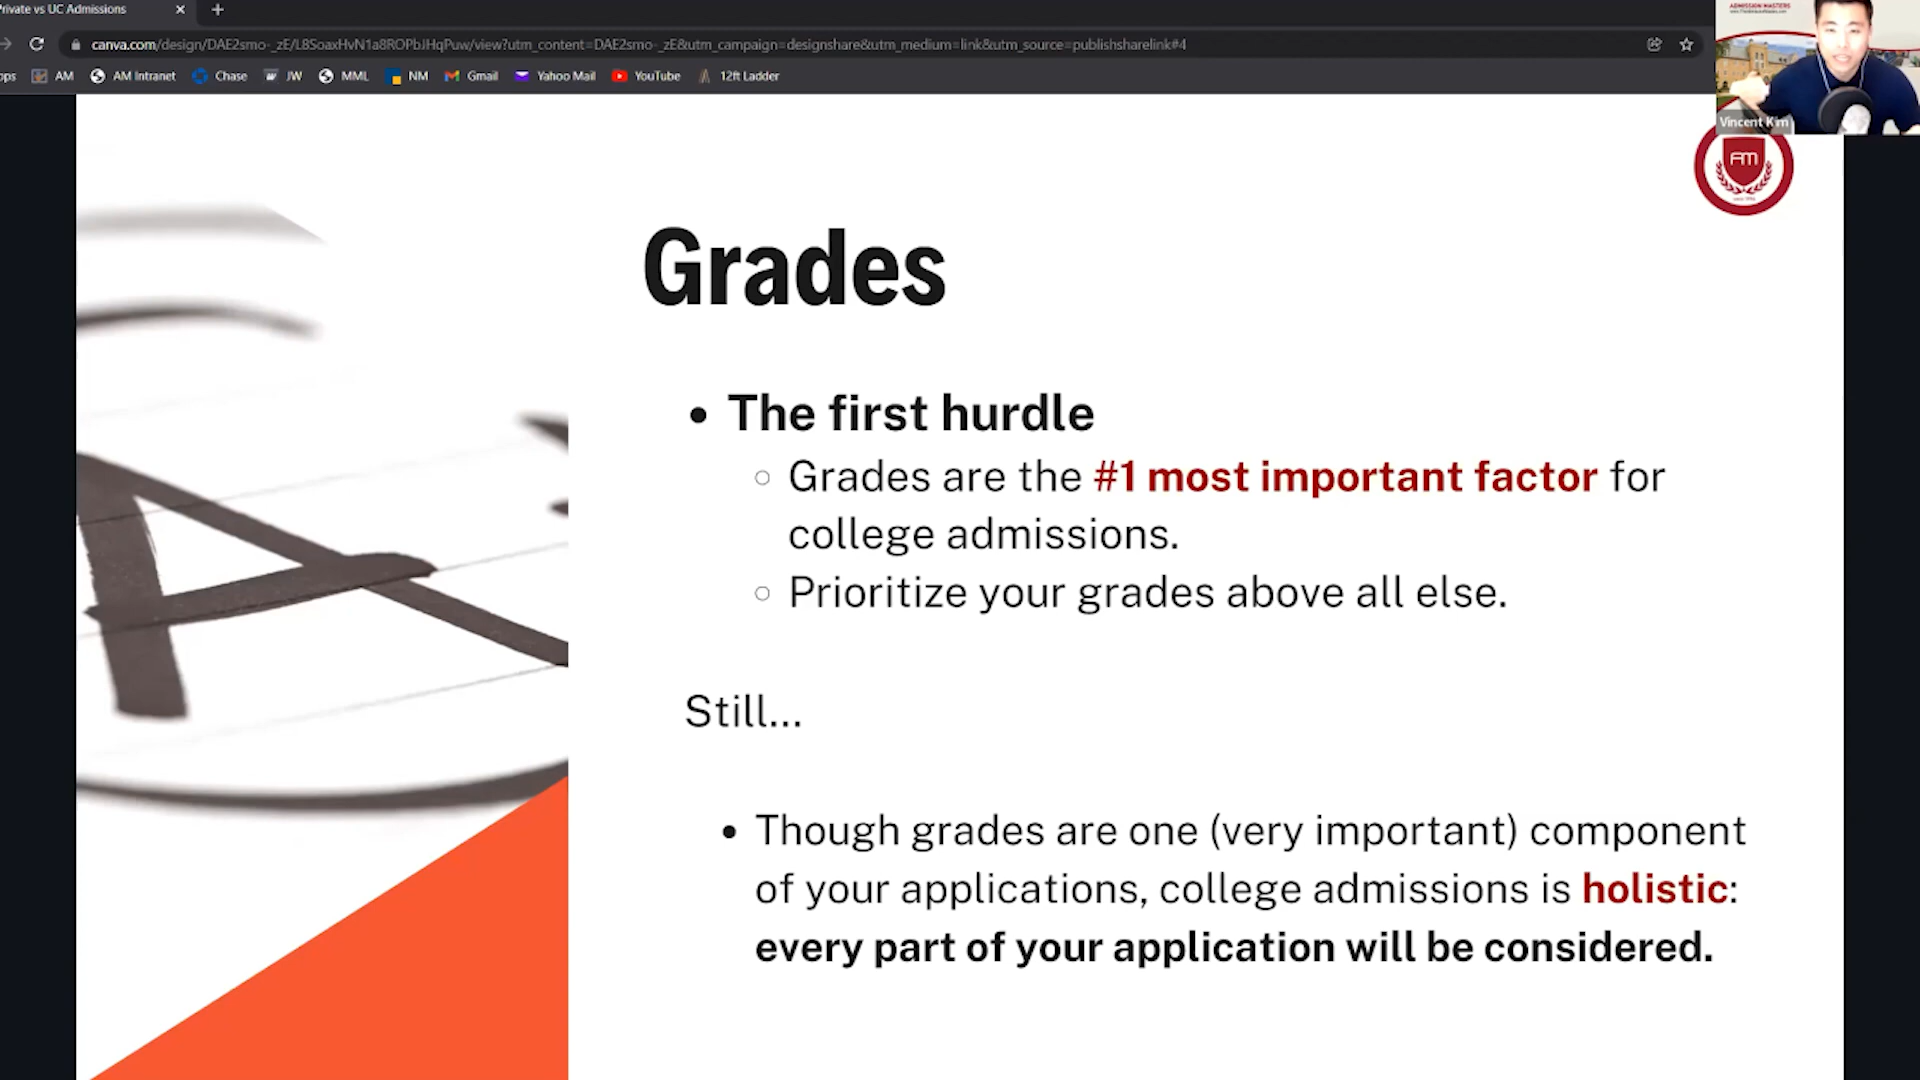 Private vs UC Admissions
canva.com/design/DAE2smo-_zE/L8SoaxHvN1a8ROPbJHqPuw/view?utm_content=DAE2smo-_zE&utm_campaign=designshare&utm_medium=link&utm_source=publishsharelink#4
AM AM Intranet Chase JW MML NM Gmail Yahoo Mail YouTube 12ft Ladder
ADMISSION MASTERS
Vincent Kim
AM
Grades
• The first hurdle
○ Grades are the #1 most important factor for
college admissions.
○ Prioritize your grades above all else.
Still...
• Though grades are one (very important) component
of your applications, college admissions is holistic:
every part of your application will be considered.